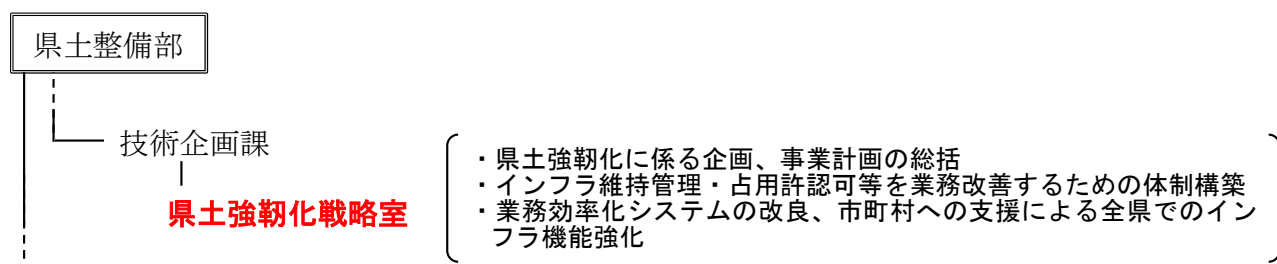 県土整備部
技術企画課
県土強靭化戦略室
・県土強靭化に係る企画、事業計画の総括
・インフラ維持管理・占用許認可等を業務改善するための体制構築
・業務効率化システムの改良、市町村への支援による全県でのイン
フラ機能強化